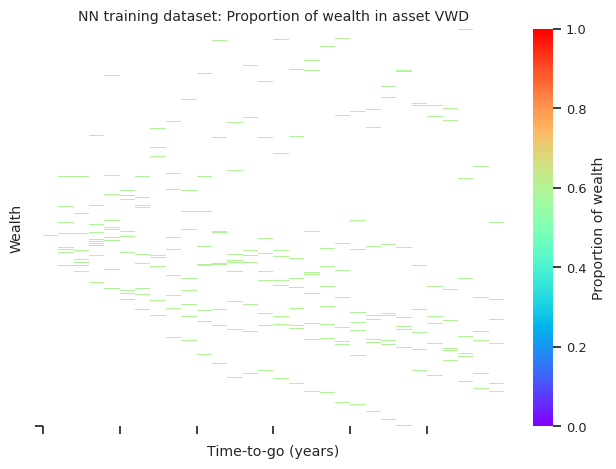 NN training dataset: Proportion of wealth in asset VWD
1.0
0.8
0.6
0.4
0.2
0.0
Proportion of wealth
Wealth
Time-to-go (years)